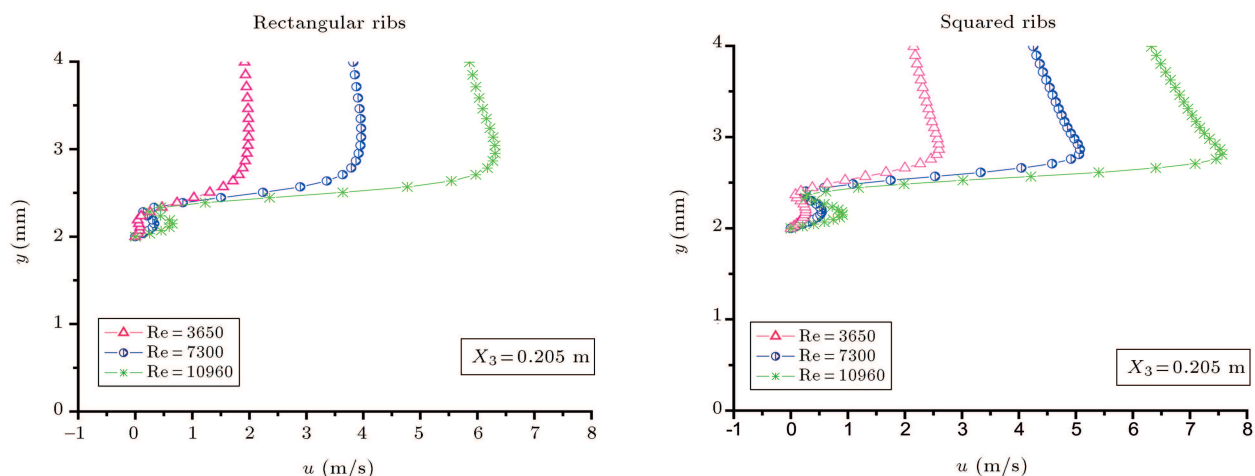 Rectangular ribs
4
3
2
1
0
y (mm)
Re = 3650
Re = 7300
Re = 10960
X3 = 0.205 m
−1 0 1 2 3 4 5 6 7 8
u (m/s)
Squared ribs
4
3
2
1
0
y (mm)
Re = 3650
Re = 7300
Re = 10960
X3 = 0.205 m
−1 0 1 2 3 4 5 6 7 8
u (m/s)